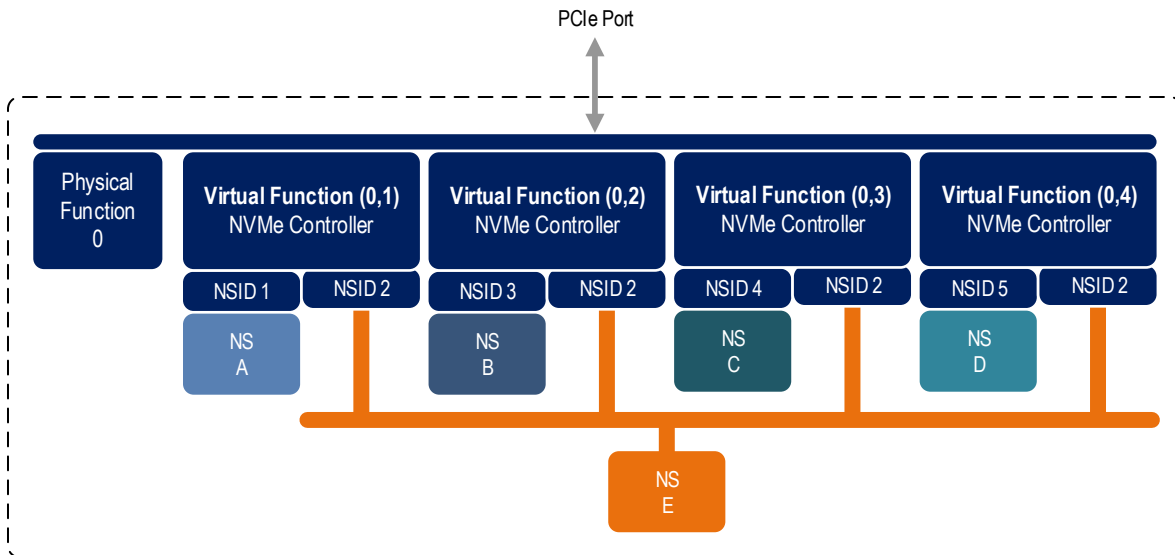 PCIe Port
Physical
Function
0
Virtual Function (0,1)
NVMe Controller
Virtual Function (0,2)
NVMe Controller
Virtual Function (0,3)
NVMe Controller
Virtual Function (0,4)
NVMe Controller
NSID 1
NSID 2
NSID 3
NSID 2
NSID 4
NSID 2
NSID 5
NSID 2
NS
A
NS
B
NS
C
NS
D
NS
E